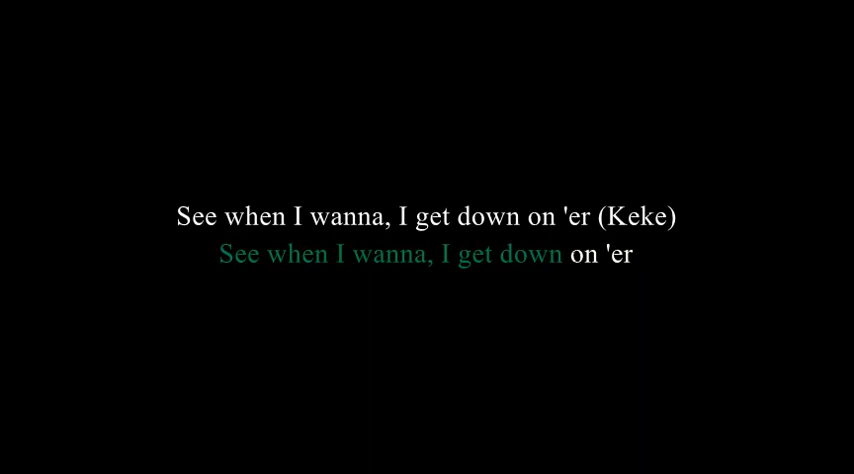 See when I wanna, I get down on 'er (Keke)
See when I wanna, I get down on 'er